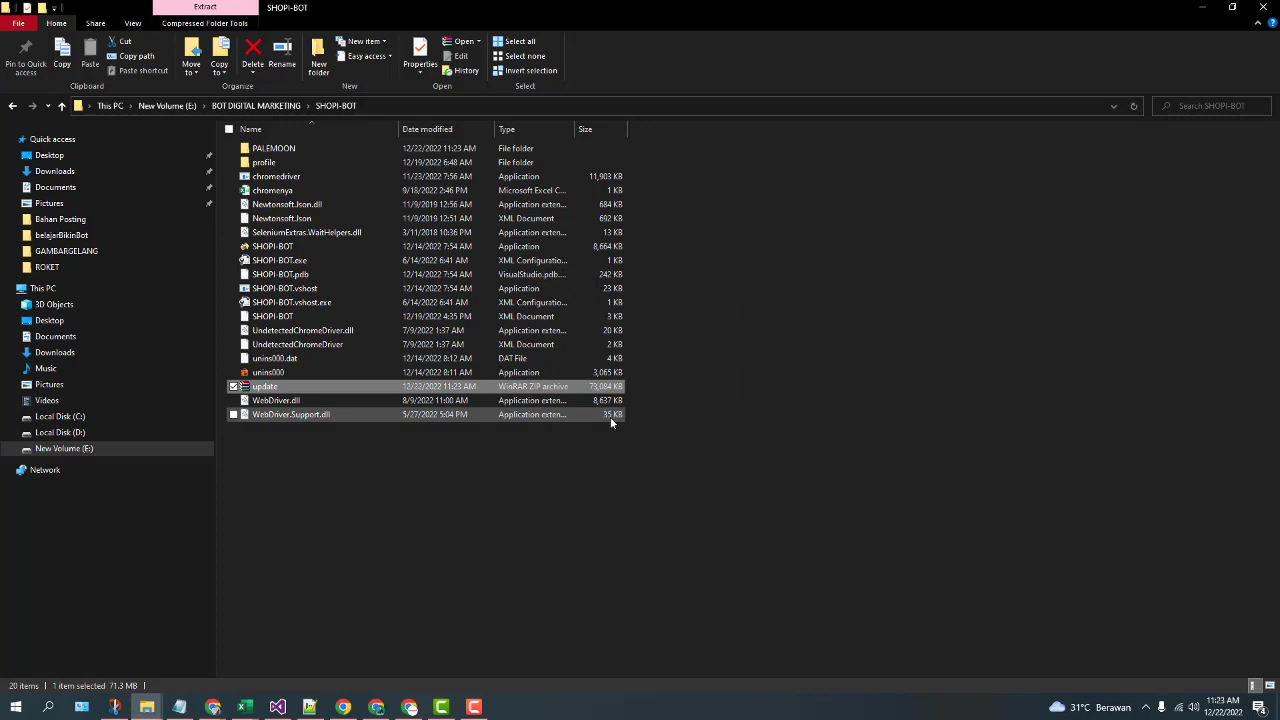 Extract SHOPI-BOT
File Home Share View Compressed Folder Tools
Pin to Quick access
Copy
Paste
Cut
Copy path
Paste shortcut
Move to
Copy to
Delete
Rename
New folder
New item
Easy access
Properties
Open
Edit
History
Select all
Select none
Invert selection
Clipboard Organize New Open Select
This PC New Volume (E:) BOT DIGITAL MARKETING SHOPI-BOT Search SHOPI-BOT
Quick access
Desktop
Downloads
Documents
Pictures
Bahan Posting
belajarBikinBot
GAMBARGELANG
ROKET
This PC
3D Objects
Desktop
Documents
Downloads
Music
Pictures
Videos
Local Disk (C:)
Local Disk (D:)
New Volume (E:)
Network
Name Date modified Type Size
PALEMOON 12/22/2022 11:23 AM File folder
profile 12/19/2022 6:48 AM File folder
chromedriver 11/23/2022 7:56 AM Application 11,903 KB
chromenya 9/18/2022 2:46 PM Microsoft Excel C... 1 KB
Newtonsoft.Json.dll 11/9/2019 12:56 AM Application exten... 684 KB
Newtonsoft.Json 11/9/2019 12:51 AM XML Document 692 KB
SeleniumExtras.WaitHelpers.dll 3/11/2018 10:36 PM Application exten... 13 KB
SHOPI-BOT 12/14/2022 7:54 AM Application 8,664 KB
SHOPI-BOT.exe 6/14/2022 6:41 AM XML Configuratio... 1 KB
SHOPI-BOT.pdb 12/14/2022 7:54 AM VisualStudio.pdb.... 242 KB
SHOPI-BOT.vshost 12/14/2022 7:54 AM Application 23 KB
SHOPI-BOT.vshost.exe 6/14/2022 6:41 AM XML Configuratio... 1 KB
SHOPI-BOT 12/19/2022 4:35 PM XML Document 3 KB
UndetectedChromeDriver.dll 7/9/2022 1:37 AM Application exten... 20 KB
UndetectedChromeDriver 7/9/2022 1:37 AM XML Document 2 KB
unins000.dat 12/14/2022 8:12 AM DAT File 4 KB
unins000 12/14/2022 8:11 AM Application 3,065 KB
update 12/22/2022 11:23 AM WinRAR ZIP archive 73,084 KB
WebDriver.dll 8/9/2022 11:00 AM Application exten... 8,637 KB
WebDriver.Support.dll 5/27/2022 5:04 PM Application exten... 35 KB
20 items 1 item selected 71.3 MB
31°C Berawan
11:23 AM
12/22/2022
4